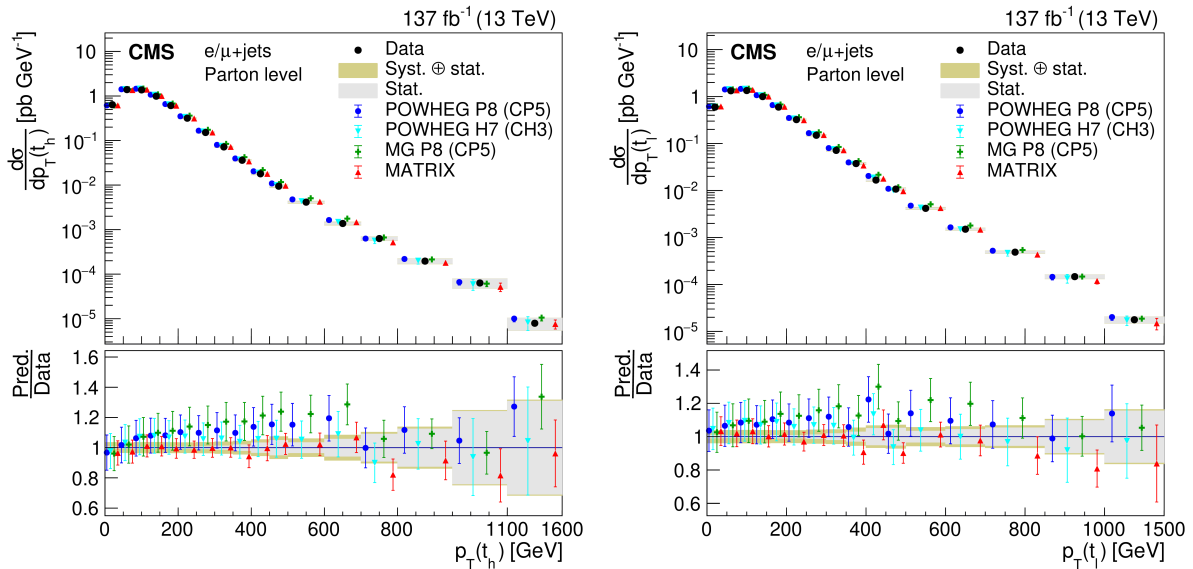 137 fb⁻¹ (13 TeV)
CMS
e/μ+jets
Parton level
Data
Syst. ⊕ stat.
Stat.
POWHEG P8 (CP5)
POWHEG H7 (CH3)
MG P8 (CP5)
MATRIX
dσ/dp_T(t_h) [pb GeV⁻¹]
10
1
10⁻¹
10⁻²
10⁻³
10⁻⁴
10⁻⁵
Pred./Data
1.6
1.4
1.2
1
0.8
0.6
0 200 400 600 800 1100 1600
p_T(t_h) [GeV]
137 fb⁻¹ (13 TeV)
CMS
e/μ+jets
Parton level
Data
Syst. ⊕ stat.
Stat.
POWHEG P8 (CP5)
POWHEG H7 (CH3)
MG P8 (CP5)
MATRIX
dσ/dp_T(t_l) [pb GeV⁻¹]
10
1
10⁻¹
10⁻²
10⁻³
10⁻⁴
10⁻⁵
Pred./Data
1.4
1.2
1.0
0.8
0.6
0 200 400 600 800 1000 1500
p_T(t_l) [GeV]